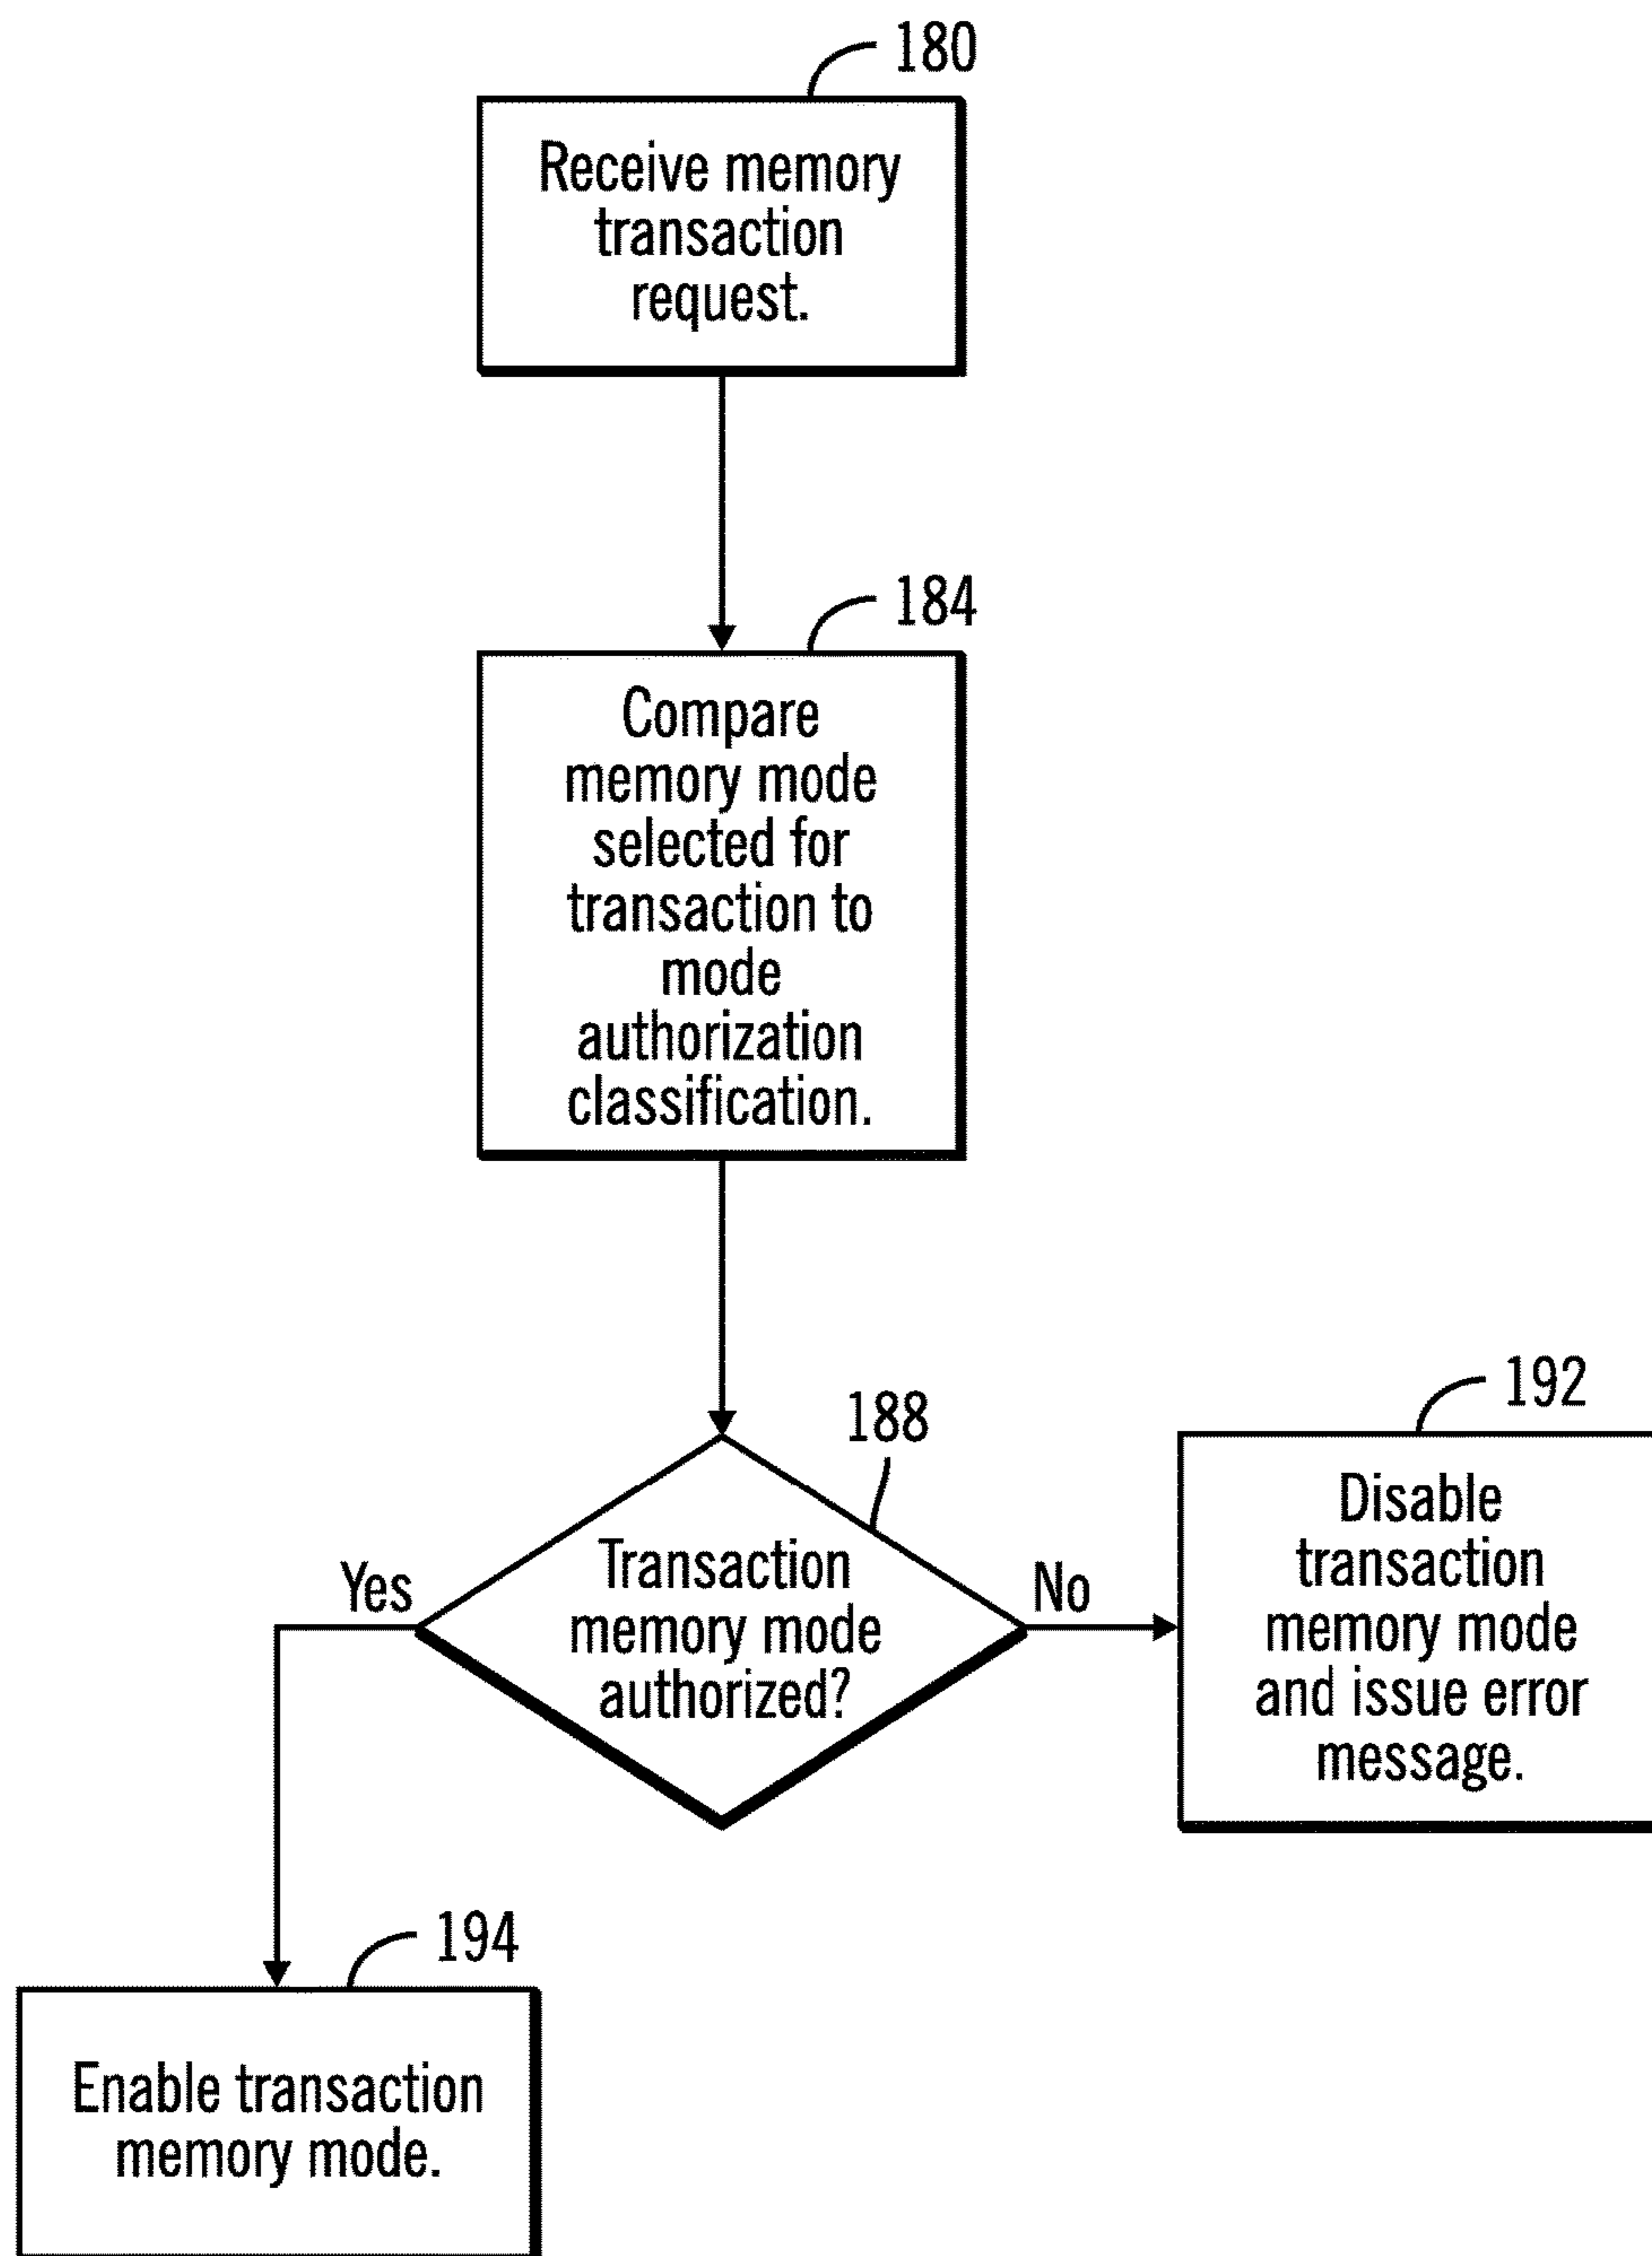 180
Receive memory
transaction
request.
184
Compare
memory mode
selected for
transaction to
mode
authorization
classification.
188
Transaction
memory mode
authorized?
Yes
No
192
Disable
transaction
memory mode
and issue error
message.
194
Enable transaction
memory mode.